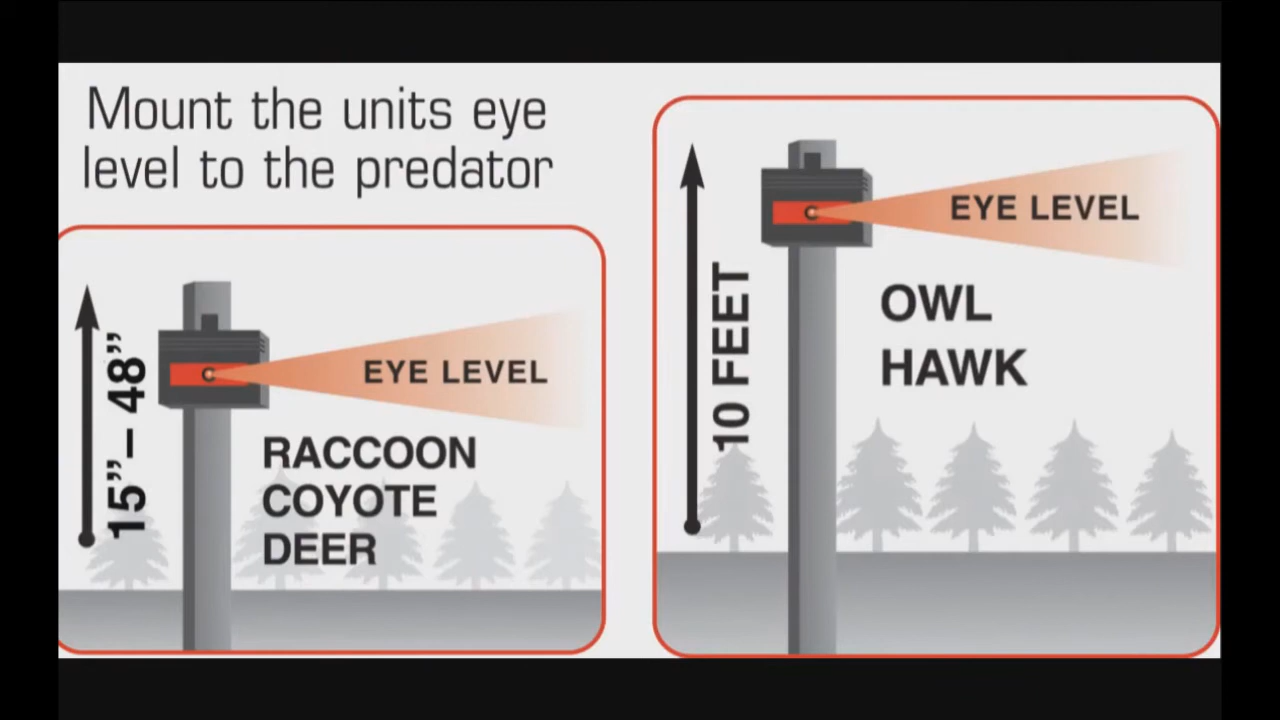 Mount the units eye
level to the predator
15”– 48”
EYE LEVEL
RACCOON
COYOTE
DEER
10 FEET
EYE LEVEL
OWL
HAWK